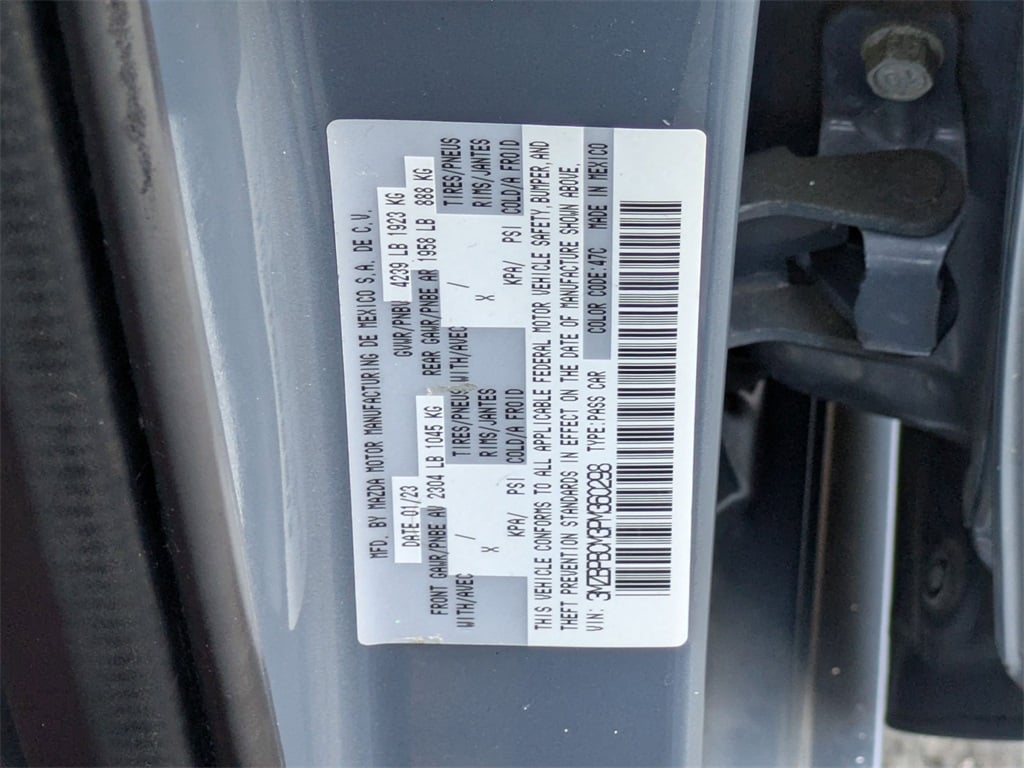 MFD. BY MAZDA MOTOR MANUFACTURING DE MEXICO S.A. DE C.V.
DATE-01/23 GVWR/PNBV 4239 LB 1923 KG
FRONT GAWR/PNBE AV 2304 LB 1045 KG REAR GAWR/PNBE AR 1958 LB 888 KG
WITH/AVEC / TIRES/PNEUS WITH/AVEC / TIRES/PNEUS
X RIMS/JANTES X RIMS/JANTES
KPA/ PSI COLD/A FROID KPA/ PSI COLD/A FROID
THIS VEHICLE CONFORMS TO ALL APPLICABLE FEDERAL MOTOR VEHICLE SAFETY, BUMPER, AND
THEFT PREVENTION STANDARDS IN EFFECT ON THE DATE OF MANUFACTURE SHOWN ABOVE.
VIN: 3MZBPBCM3PM360298 TYPE:PASS CAR COLOR CODE:47C MADE IN MEXICO